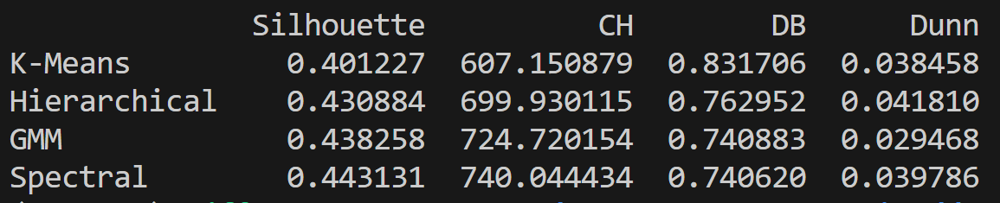 Silhouette CH DB Dunn
K-Means 0.401227 607.150879 0.831706 0.038458
Hierarchical 0.430884 699.930115 0.762952 0.041810
GMM 0.438258 724.720154 0.740883 0.029468
Spectral 0.443131 740.044434 0.740620 0.039786